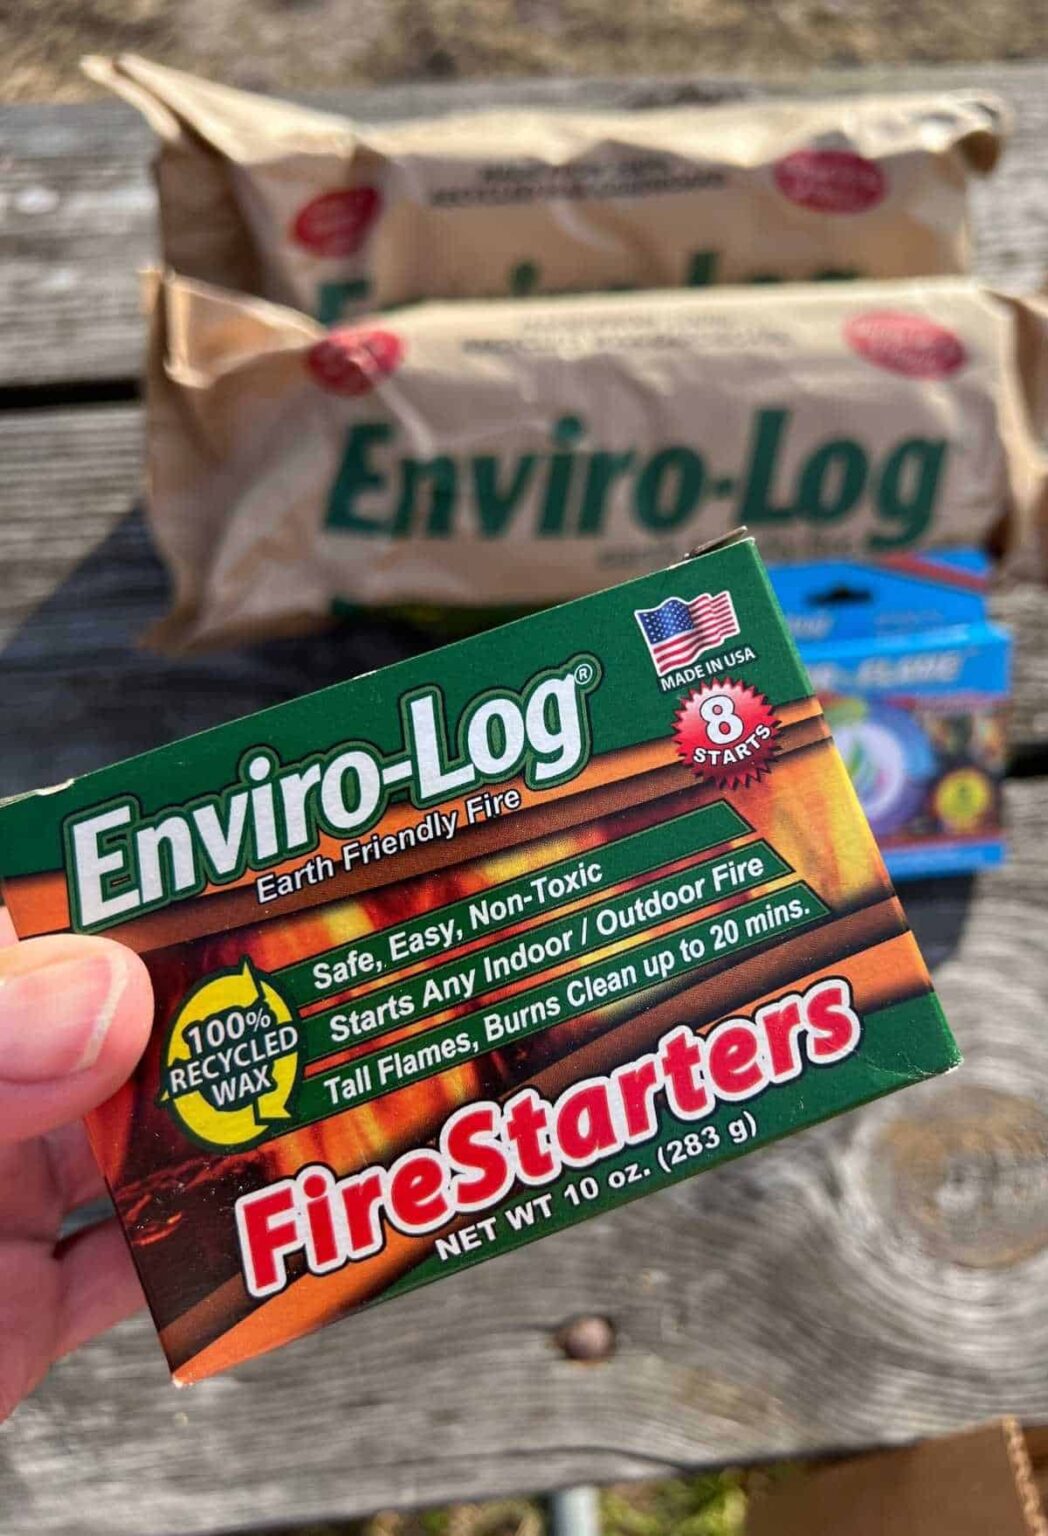 Enviro-Log
Enviro-Log®
Earth Friendly Fire
MADE IN USA
8
STARTS
Safe, Easy, Non-Toxic
Starts Any Indoor / Outdoor Fire
Tall Flames, Burns Clean up to 20 mins.
100%
RECYCLED
WAX
FireStarters
NET WT 10 oz. (283 g)